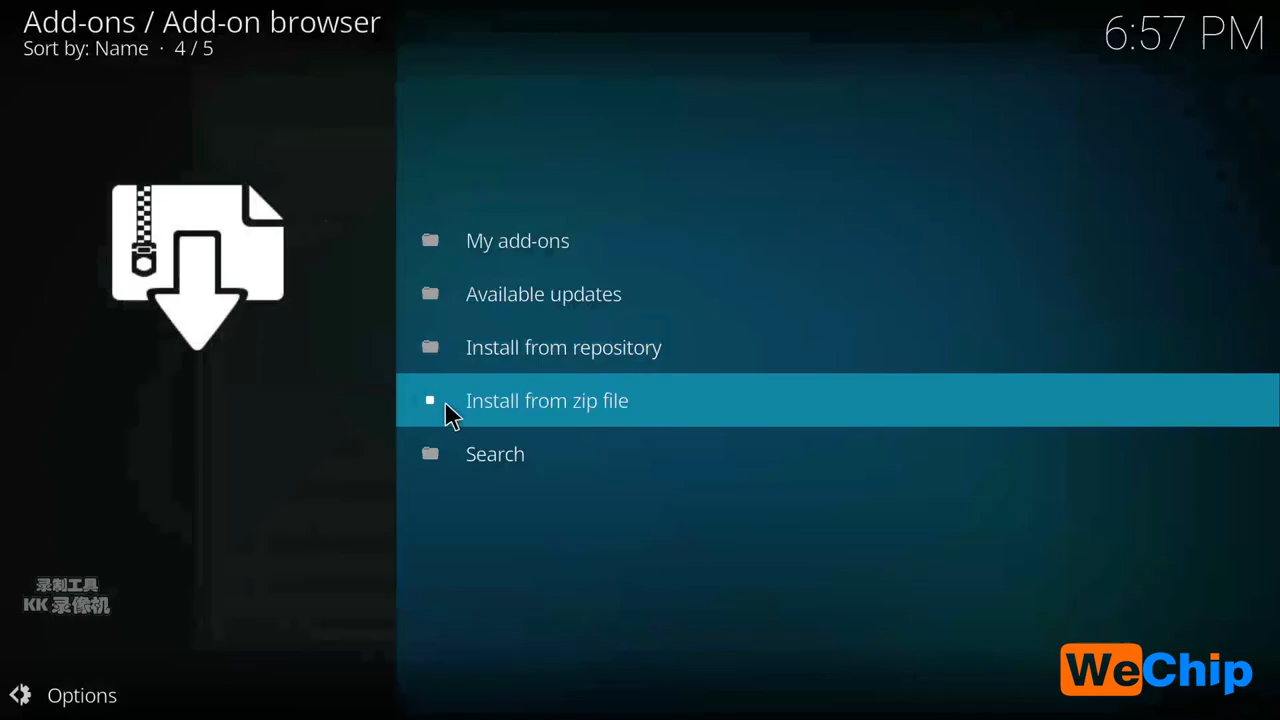 Add-ons / Add-on browser
Sort by: Name · 4 / 5
6:57 PM
My add-ons
Available updates
Install from repository
Install from zip file
Search
录制工具
KK 录像机
Options
WeChip